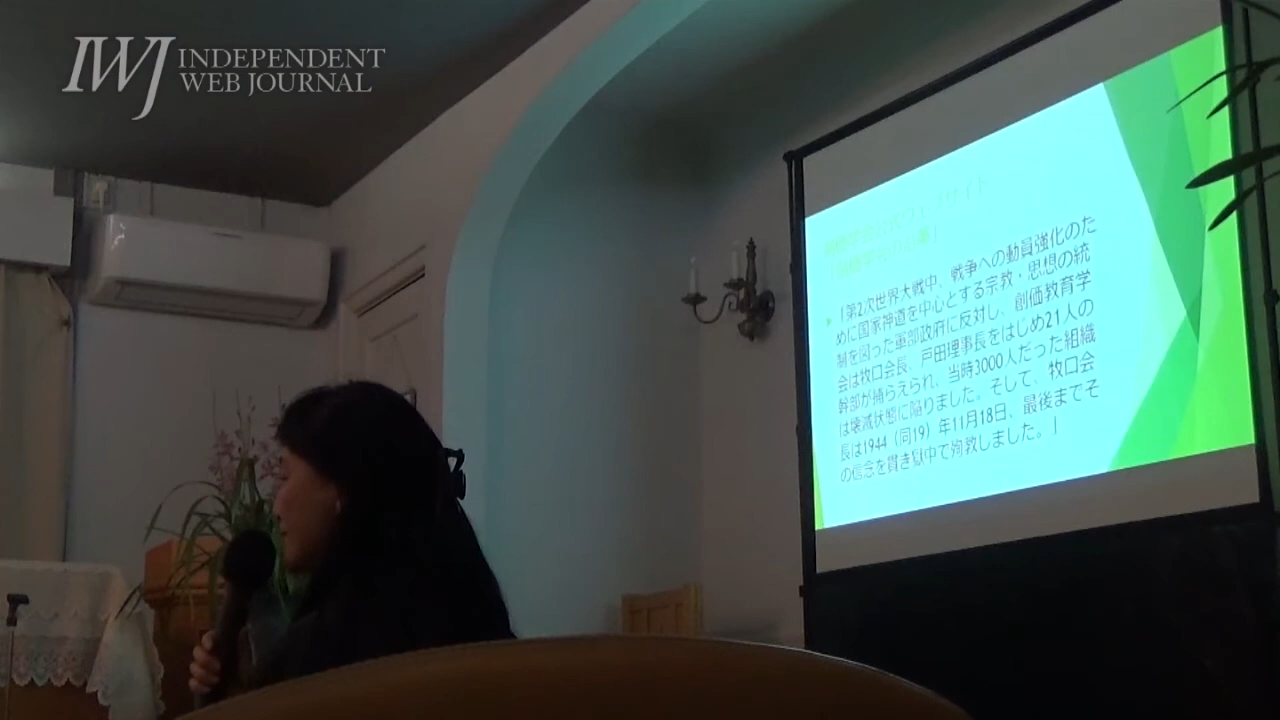 IWJ INDEPENDENT
WEB JOURNAL
「第2次世界大戦中、戦争への動員強化のた
めに国家神道を中心とする宗教・思想の統
制を図った軍部政府に反対し、創価教育学
会は牧口会長、戸田理事長をはじめ21人の
幹部が捕らえられ、当時3000人だった組織
は壊滅状態に陥りました。そして、牧口会
長は1944（同19）年11月18日、最後までそ
の信念を貫き獄中で殉教しました。」